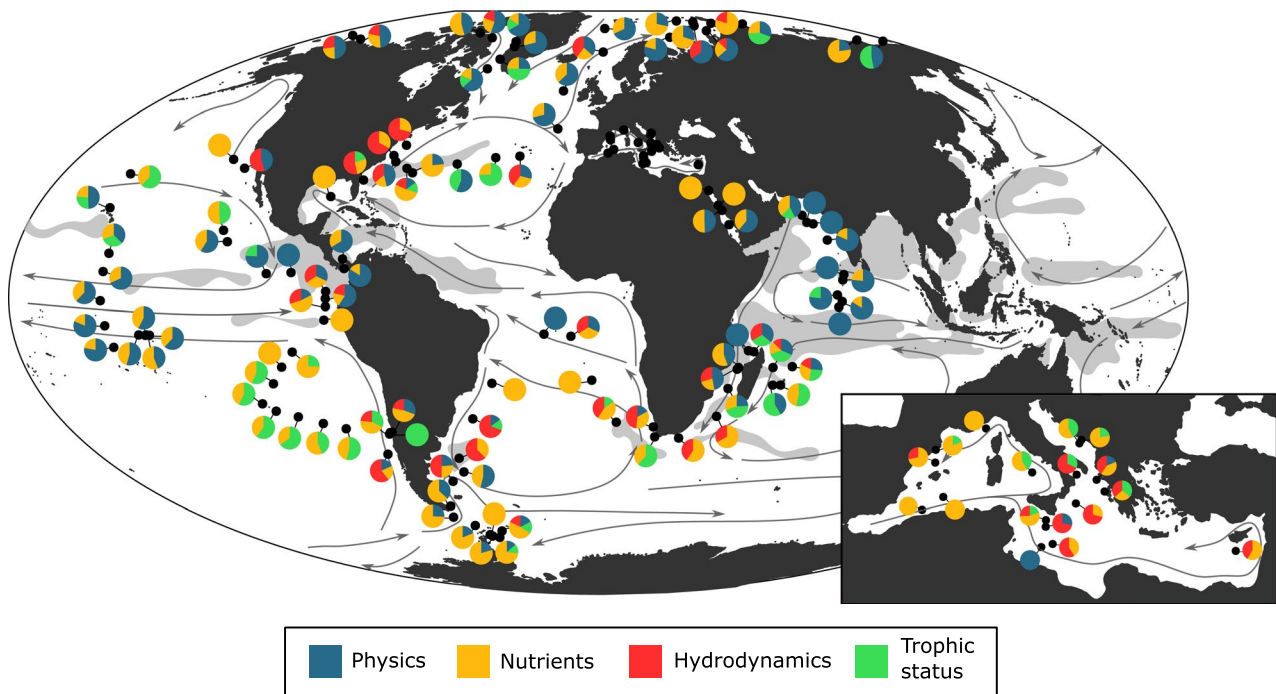 Physics
Nutrients
Hydrodynamics
Trophic
status